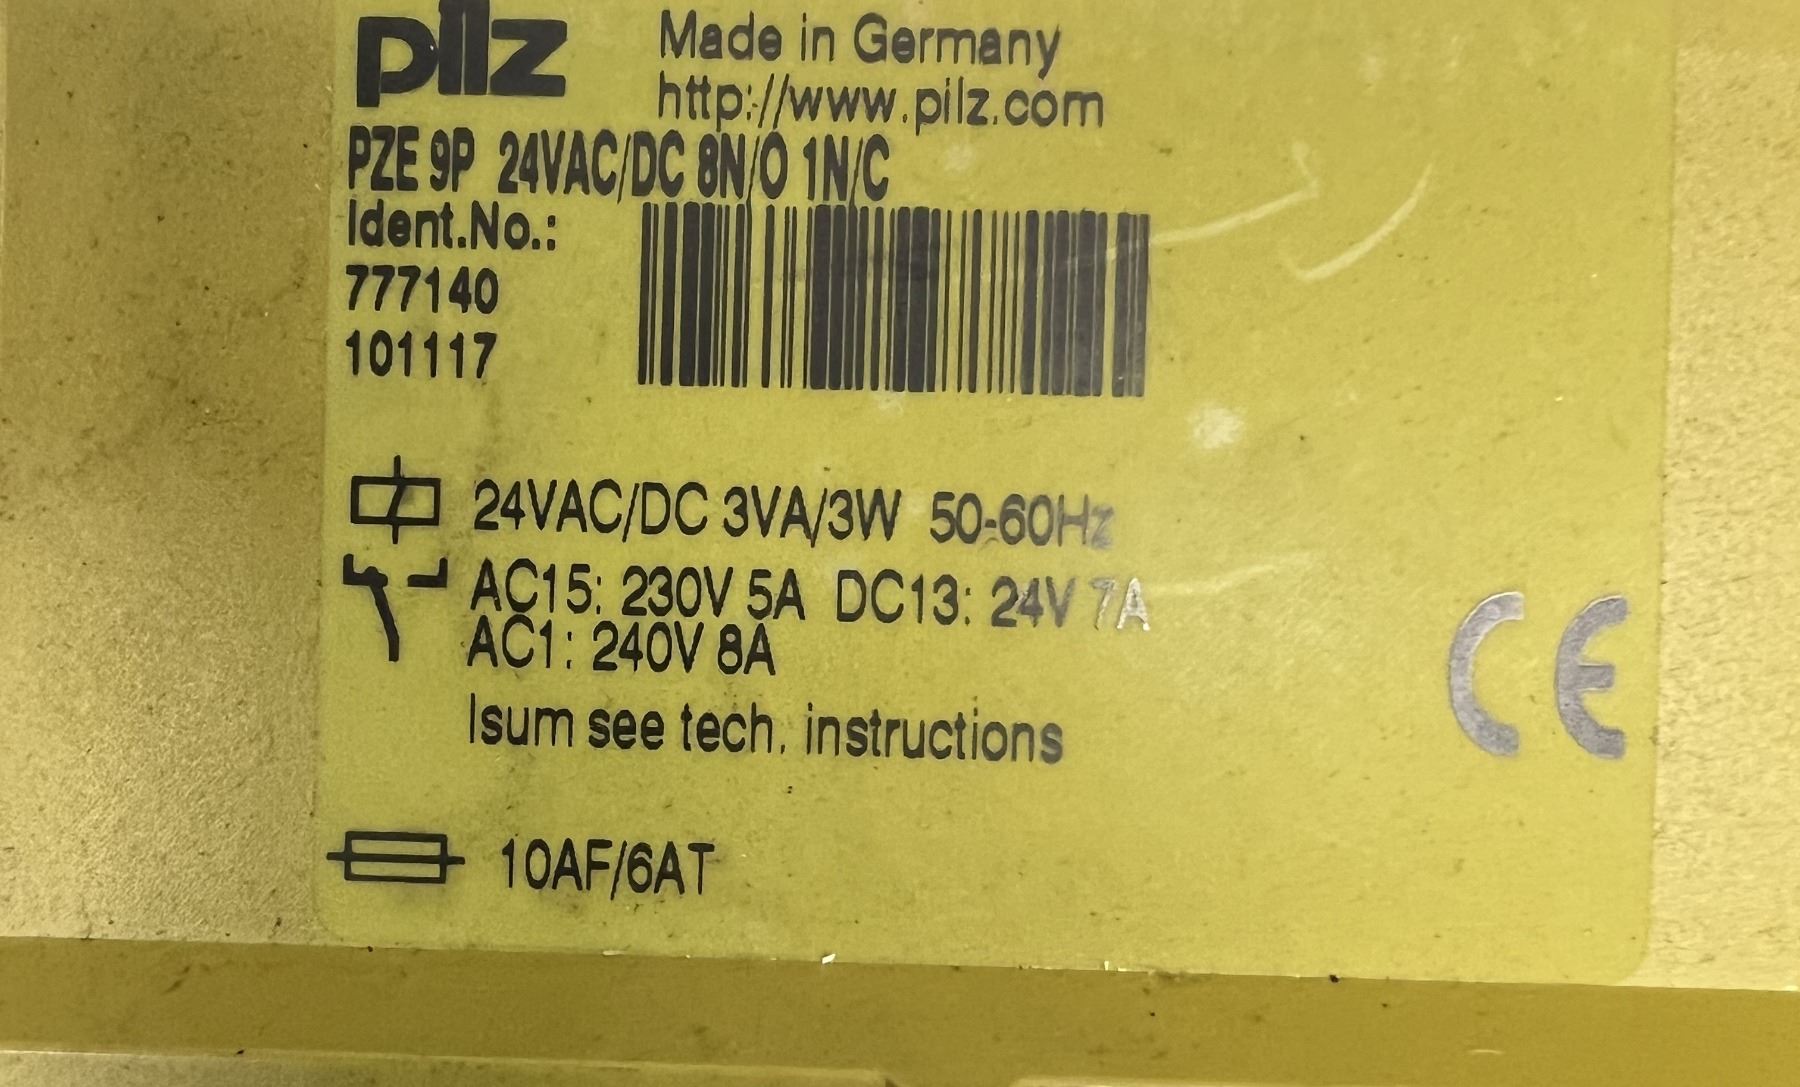 pilz
Made in Germany
http://www.pilz.com
PZE 9P 24VAC/DC 8N/O 1N/C
Ident.No.:
777140
101117
24VAC/DC 3VA/3W 50-60Hz
AC15: 230V 5A DC13: 24V 7A
AC1: 240V 8A
Isum see tech. instructions
CE
10AF/6AT